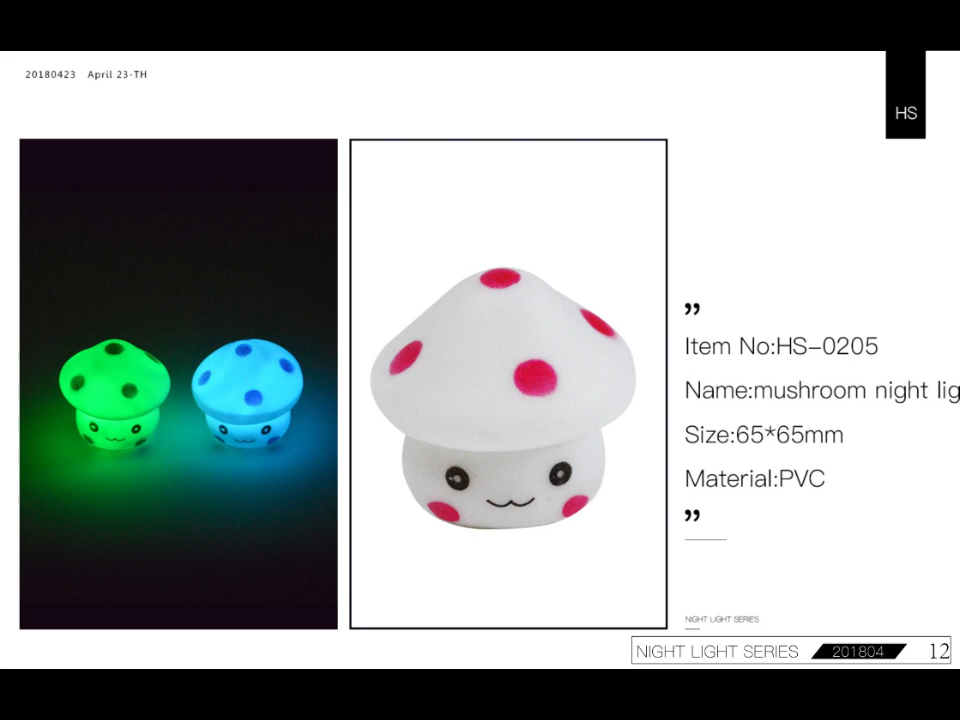 20180423 April 23-TH
HS
”
Item No:HS-0205
Name:mushroom night lig
Size:65*65mm
Material:PVC
”
NIGHT LIGHT SERIES
NIGHT LIGHT SERIES 201804 12